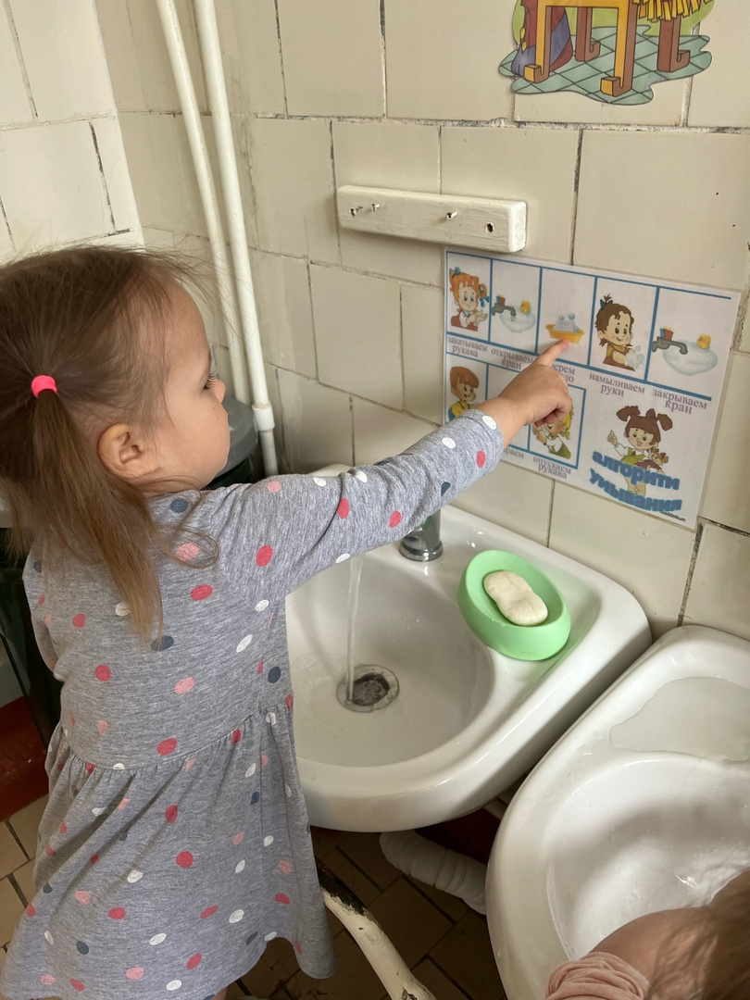 закатываем
рукава
открываем
кран
намыливаем
руки
закрываем
кран
опускаем
рукава
алгоритм
умывания